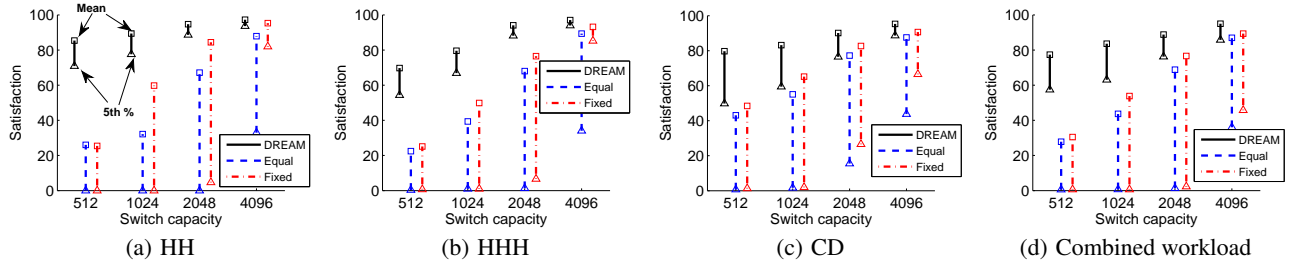 100
80
60
40
20
0
Satisfaction
Mean
5th %
DREAM
Equal
Fixed
512 1024 2048 4096
Switch capacity
(a) HH
100
80
60
40
20
0
Satisfaction
DREAM
Equal
Fixed
512 1024 2048 4096
Switch capacity
(b) HHH
100
80
60
40
20
0
Satisfaction
DREAM
Equal
Fixed
512 1024 2048 4096
Switch capacity
(c) CD
100
80
60
40
20
0
Satisfaction
DREAM
Equal
Fixed
512 1024 2048 4096
Switch capacity
(d) Combined workload